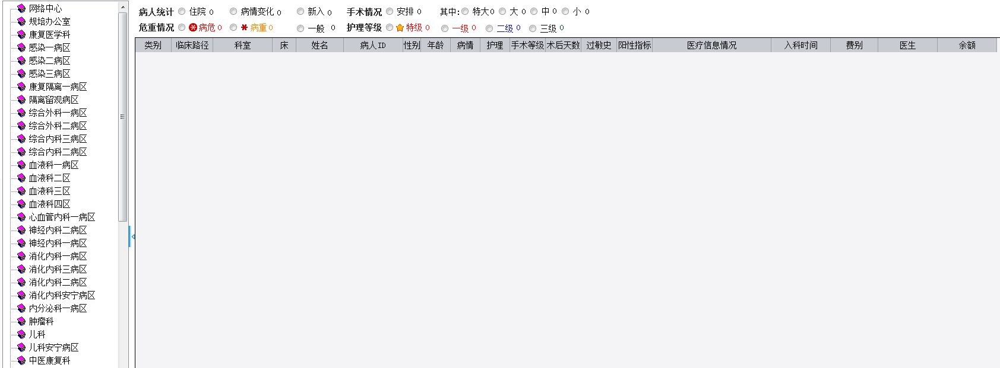 网络中心
规培办公室
康复医学科
感染一病区
感染二病区
感染三病区
康复隔离一病区
隔离留观病区
综合外科一病区
综合外科二病区
综合内科三病区
综合内科二病区
血液科一病区
血液科二区
血液科三区
血液科四区
心血管内科一病区
神经内科二病区
神经内科一病区
消化内科一病区
消化内科三病区
消化内科二病区
消化内科安宁病区
内分泌科一病区
肿瘤科
儿科
儿科安宁病区
中医康复科
病人统计 住院 0 病情变化 0 新入 0 手术情况 安排 0 其中: 特大0 大 0 中 0 小 0
危重情况 病危 0 病重0 一般 0 护理等级 特级 0 一级 0 二级 0 三级 0
类别 临床路径 科室 床 姓名 病人ID 性别 年龄 病情 护理 手术等级 术后天数 过敏史 阳性指标 医疗信息情况 入科时间 费别 医生 余额